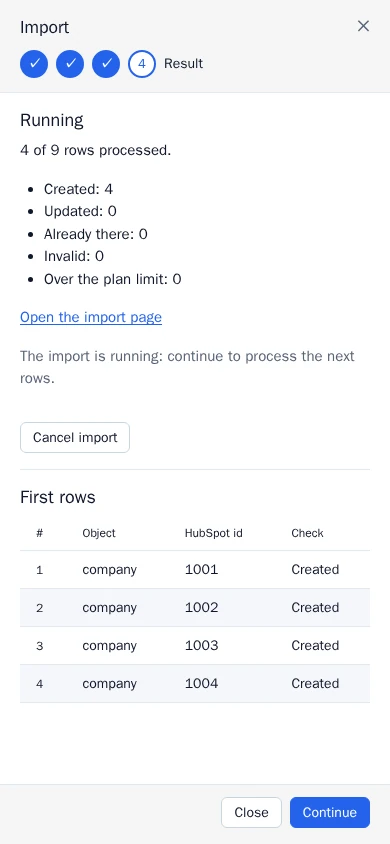 Import
✓ ✓ ✓ 4 Result
Running
4 of 9 rows processed.
• Created: 4
• Updated: 0
• Already there: 0
• Invalid: 0
• Over the plan limit: 0
Open the import page
The import is running: continue to process the next
rows.
Cancel import
First rows
# Object HubSpot id Check
1 company 1001 Created
2 company 1002 Created
3 company 1003 Created
4 company 1004 Created
Close Continue